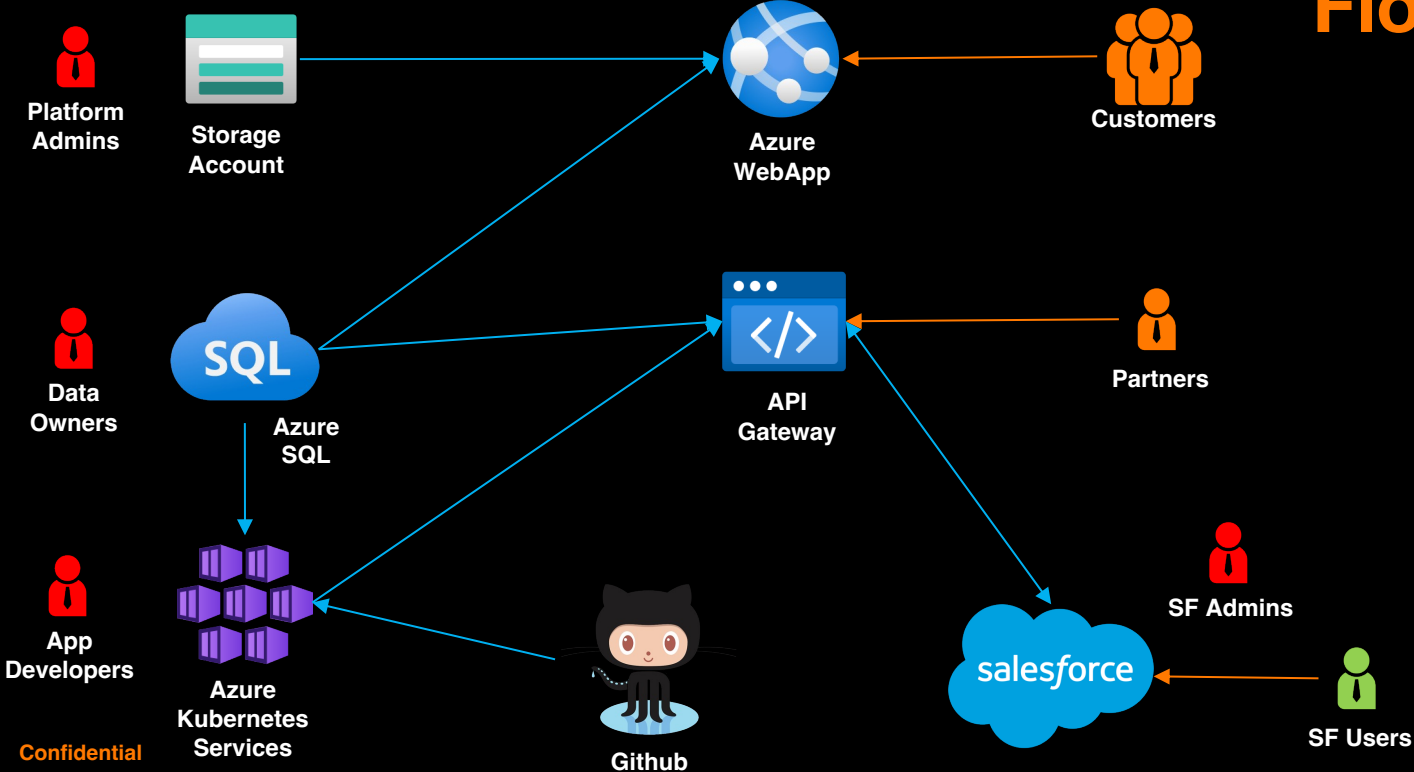 Platform
Admins
Storage
Account
Azure
WebApp
Customers
SQL
Data
Owners
Azure
SQL
</>
API
Gateway
Partners
App
Developers
Azure
Kubernetes
Services
Github
salesforce
SF Admins
SF Users
Confidential